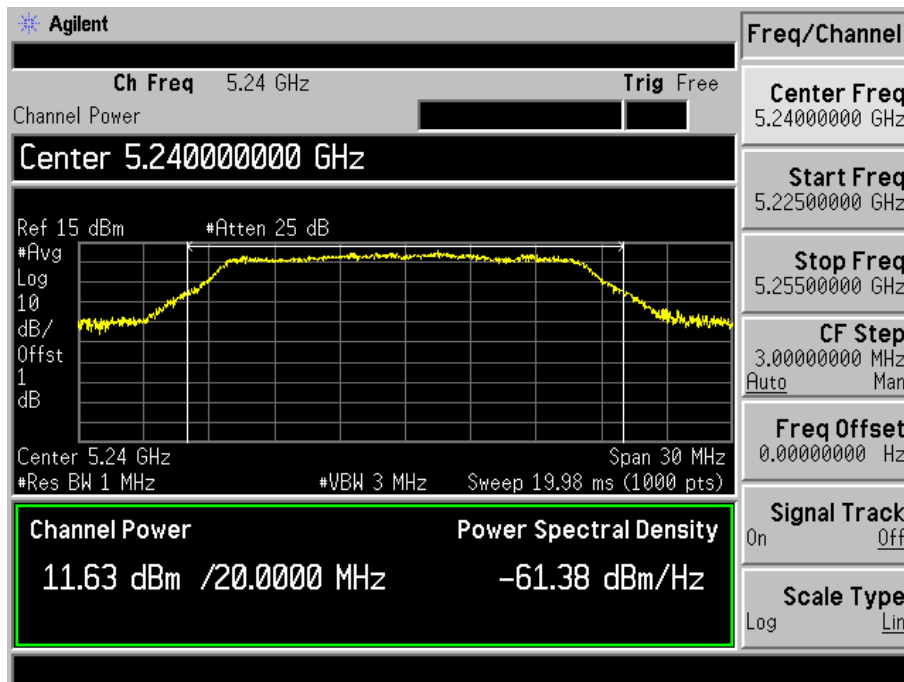 Agilent
Ch Freq 5.24 GHz Trig Free
Channel Power
Center 5.240000000 GHz
Ref 15 dBm #Atten 25 dB
#Avg
Log
10
dB/
Offst
1
dB
Center 5.24 GHz Span 30 MHz
#Res BW 1 MHz #VBW 3 MHz Sweep 19.98 ms (1000 pts)
Channel Power Power Spectral Density
11.63 dBm /20.0000 MHz -61.38 dBm/Hz
Freq/Channel
Center Freq
5.24000000 GHz
Start Freq
5.22500000 GHz
Stop Freq
5.25500000 GHz
CF Step
3.00000000 MHz
Auto Man
Freq Offset
0.00000000 Hz
Signal Track
On Off
Scale Type
Log Lin